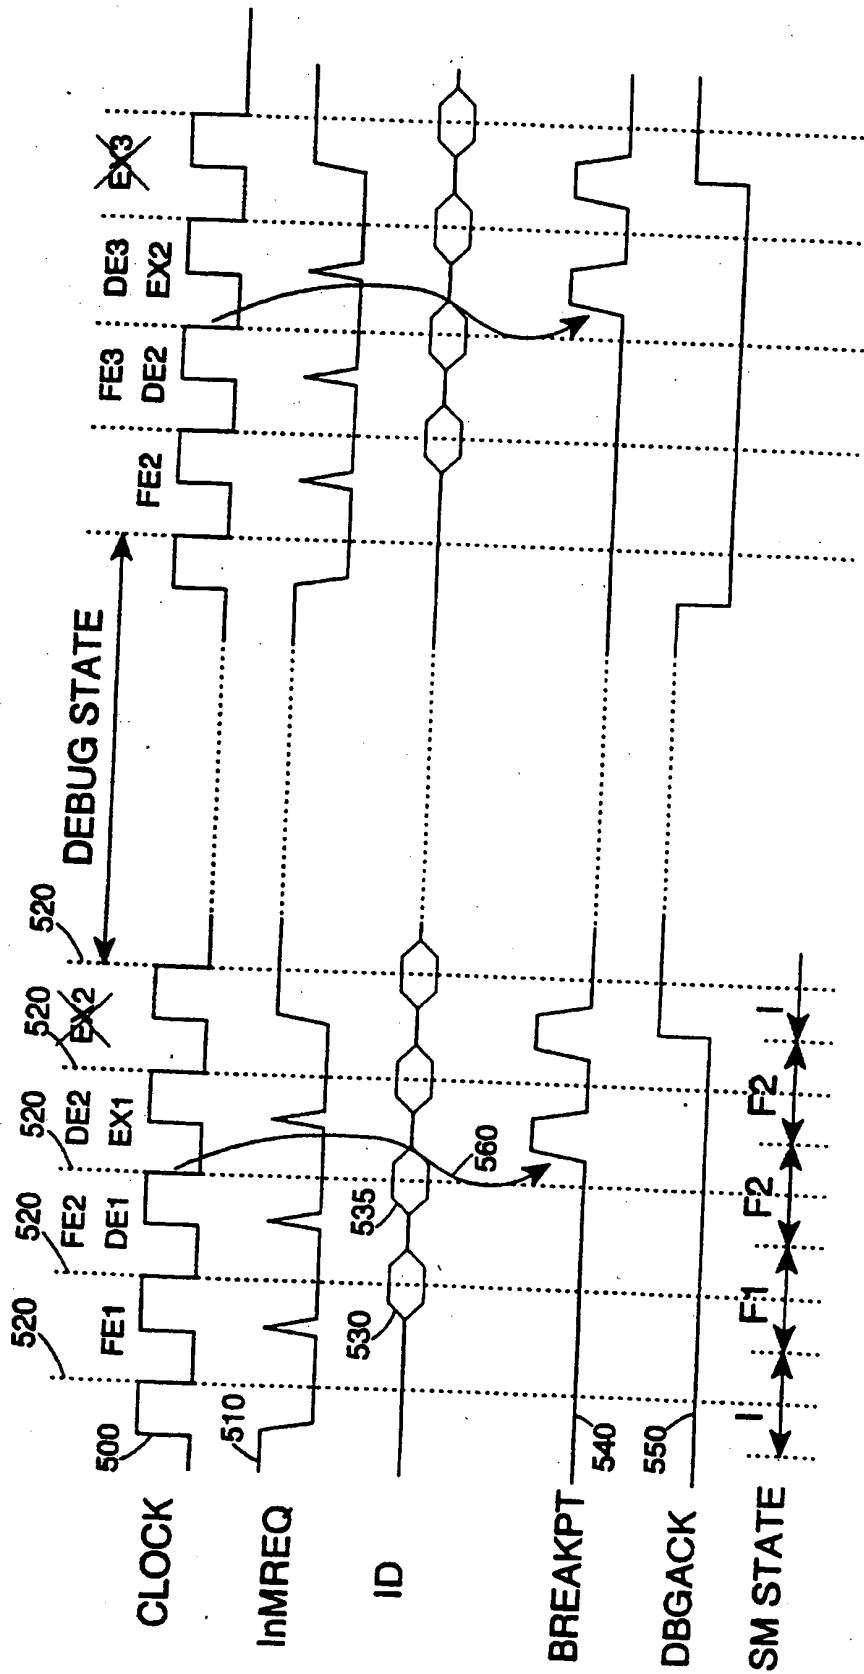 520
520
520
520
520
FE1
FE2
DE1
DE2
EX1
EX2
DEBUG STATE
FE2
FE3
DE2
DE3
EX2
EX3
CLOCK
500
InMREQ
510
ID
530
535
560
BREAKPT
540
DBGACK
550
SM STATE
I
F1
F2
F2
I